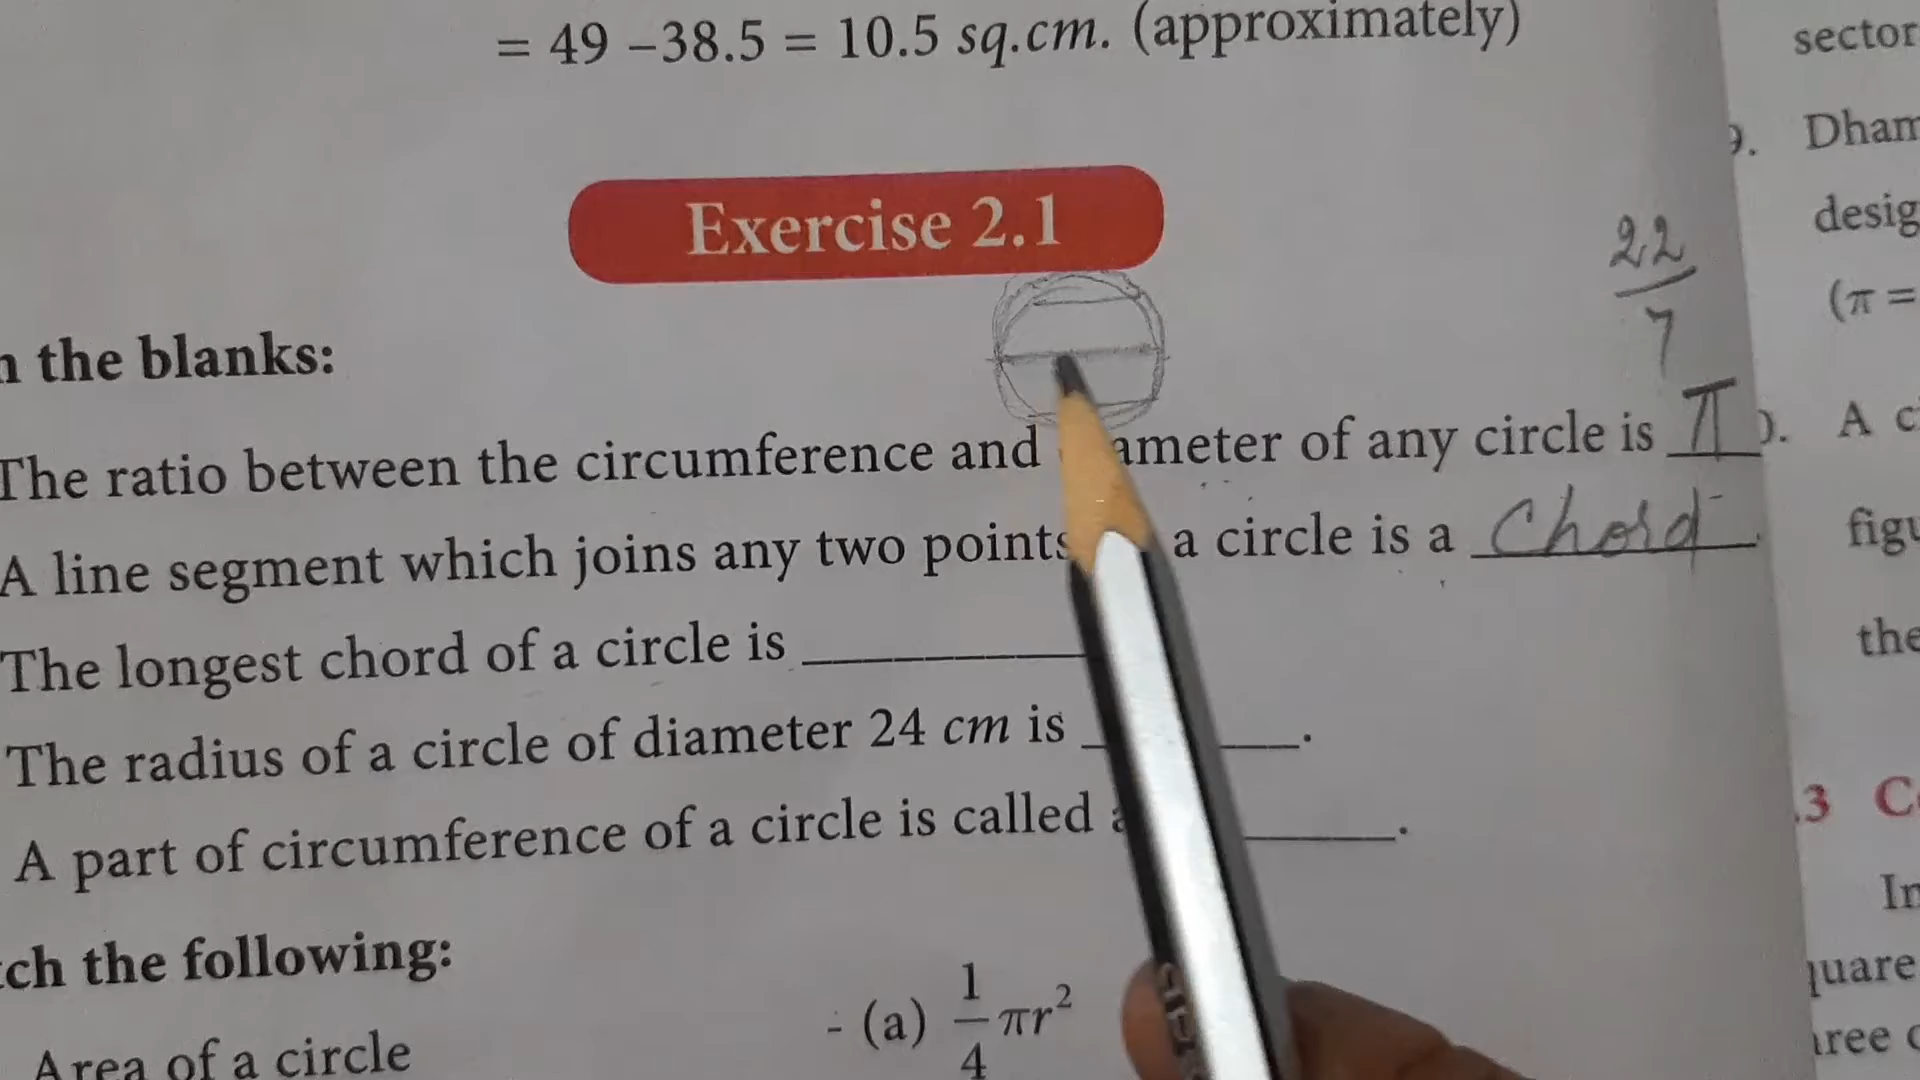 = 49 –38.5 = 10.5 sq.cm. (approximately)
Exercise 2.1
the blanks:
22
7
The ratio between the circumference and ameter of any circle is π
A line segment which joins any two points a circle is a Chord
The longest chord of a circle is
The radius of a circle of diameter 24 cm is .
A part of circumference of a circle is called .
ch the following:
Area of a circle - (a) 1/4 πr²
sector
9. Dham
desig
(π =
A c
figu
the
.3 C
In
quare